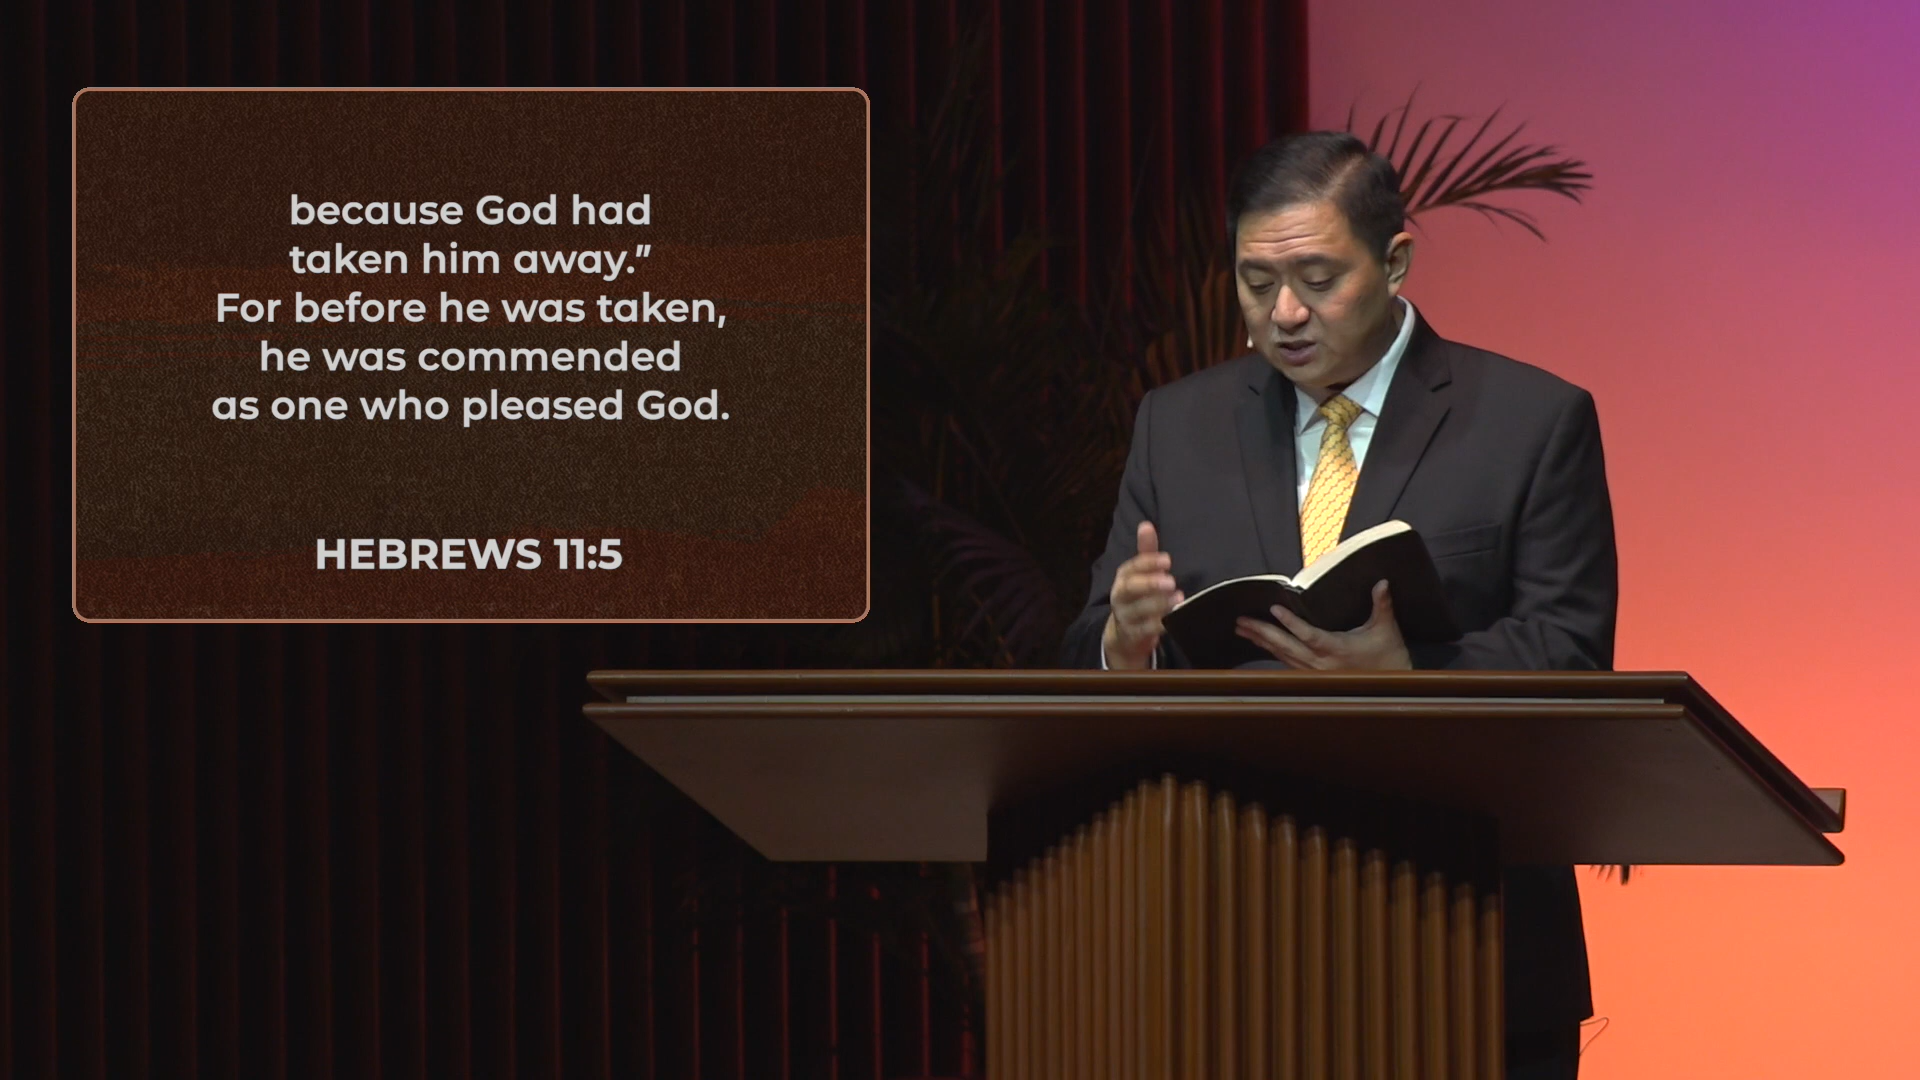 because God had
taken him away.”
For before he was taken,
he was commended
as one who pleased God.
HEBREWS 11:5